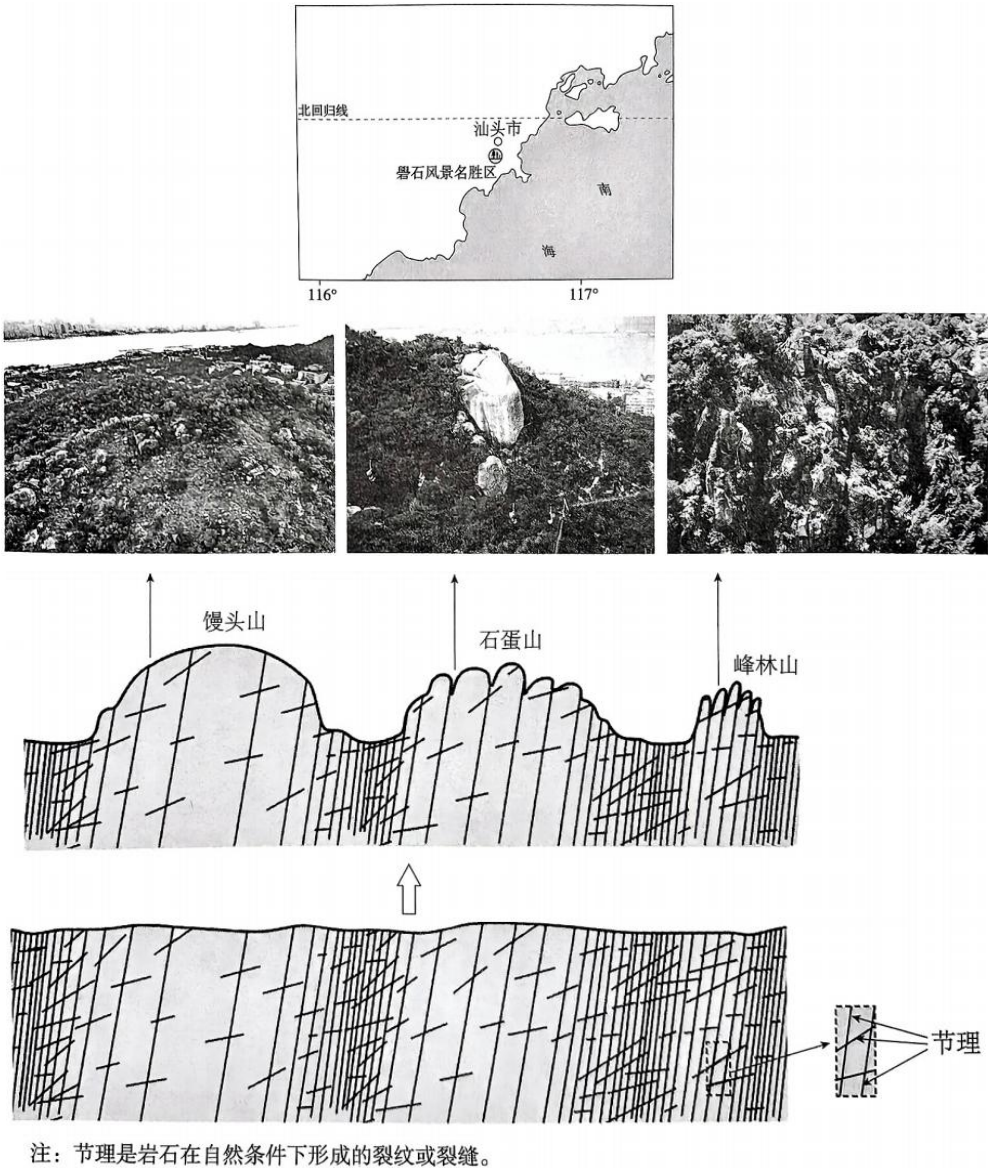 北回归线
汕头市
礐石风景名胜区
南
海
116°
117°
馒头山
石蛋山
峰林山
节理
注：节理是岩石在自然条件下形成的裂纹或裂缝。